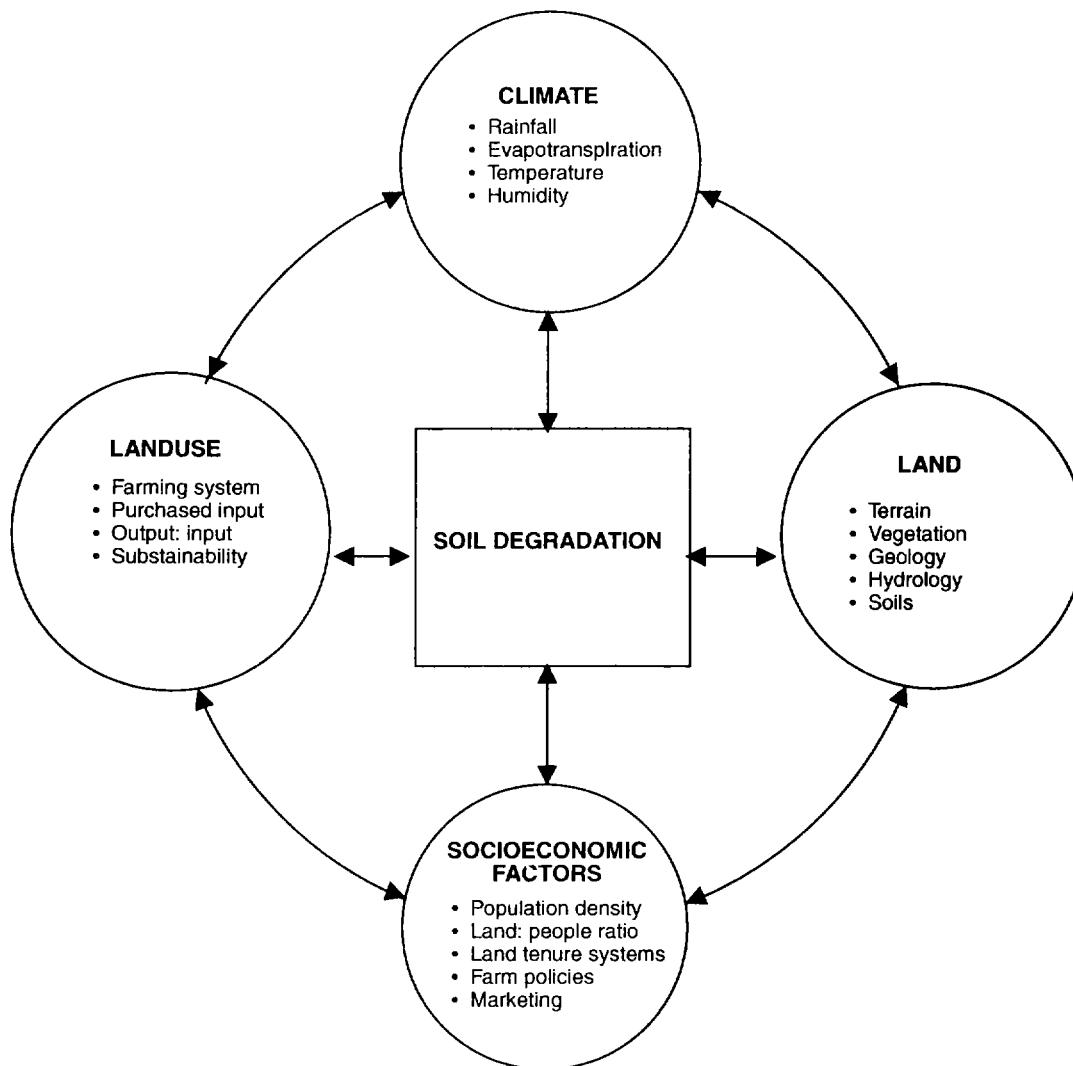 CLIMATE
• Rainfall
• Evapotranspiration
• Temperature
• Humidity
LANDUSE
• Farming system
• Purchased input
• Output: input
• Substainability
SOIL DEGRADATION
LAND
• Terrain
• Vegetation
• Geology
• Hydrology
• Soils
SOCIOECONOMIC
FACTORS
• Population density
• Land: people ratio
• Land tenure systems
• Farm policies
• Marketing